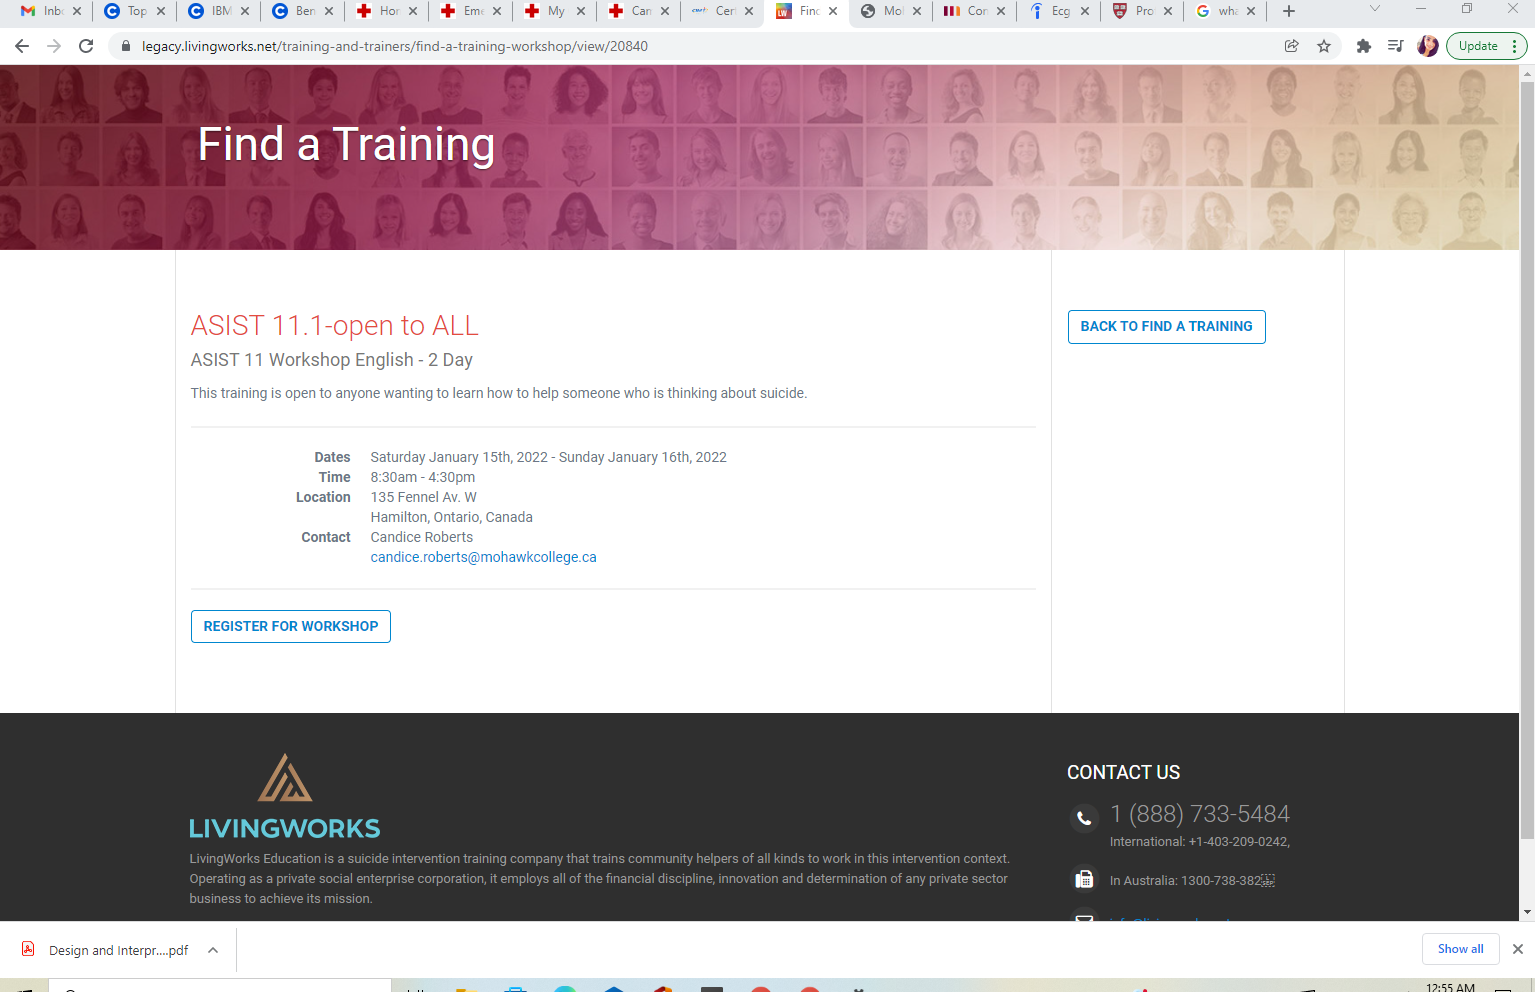 Inbo
Top
IBM
Ben
Hor
Eme
My
Can
Cert
Find
Mol
Con
Ecg
Pro
wha
legacy.livingworks.net/training-and-trainers/find-a-training-workshop/view/20840
Update
Find a Training
ASIST 11.1-open to ALL
BACK TO FIND A TRAINING
ASIST 11 Workshop English - 2 Day
This training is open to anyone wanting to learn how to help someone who is thinking about suicide.
Dates Saturday January 15th, 2022 - Sunday January 16th, 2022
Time 8:30am - 4:30pm
Location 135 Fennel Av. W
Hamilton, Ontario, Canada
Contact Candice Roberts
candice.roberts@mohawkcollege.ca
REGISTER FOR WORKSHOP
LIVINGWORKS
LivingWorks Education is a suicide intervention training company that trains community helpers of all kinds to work in this intervention context.
Operating as a private social enterprise corporation, it employs all of the financial discipline, innovation and determination of any private sector
business to achieve its mission.
CONTACT US
1 (888) 733-5484
International: +1-403-209-0242,
In Australia: 1300-738-382
Design and Interpr....pdf
Show all
12:55 AM